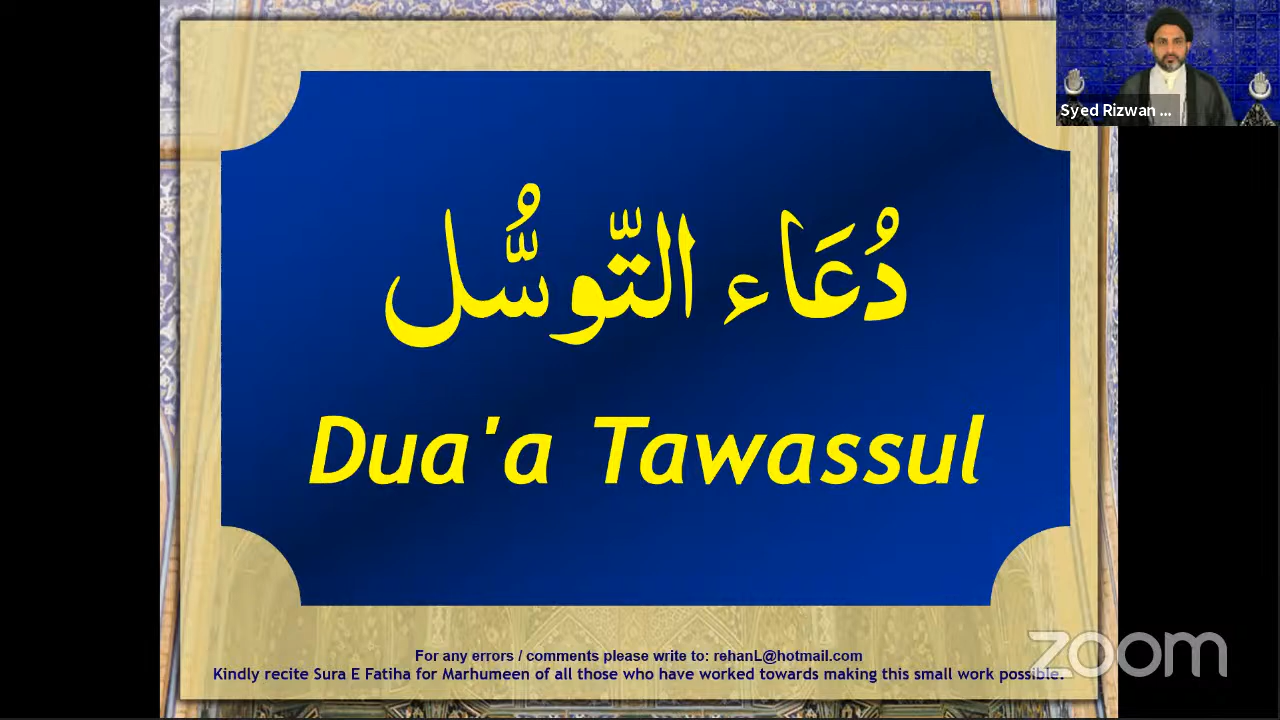 Syed Rizwan ...
دُعَاء التّوسُّل
Dua'a Tawassul
For any errors / comments please write to: rehanL@hotmail.com
Kindly recite Sura E Fatiha for Marhumeen of all those who have worked towards making this small work possible.
zoom